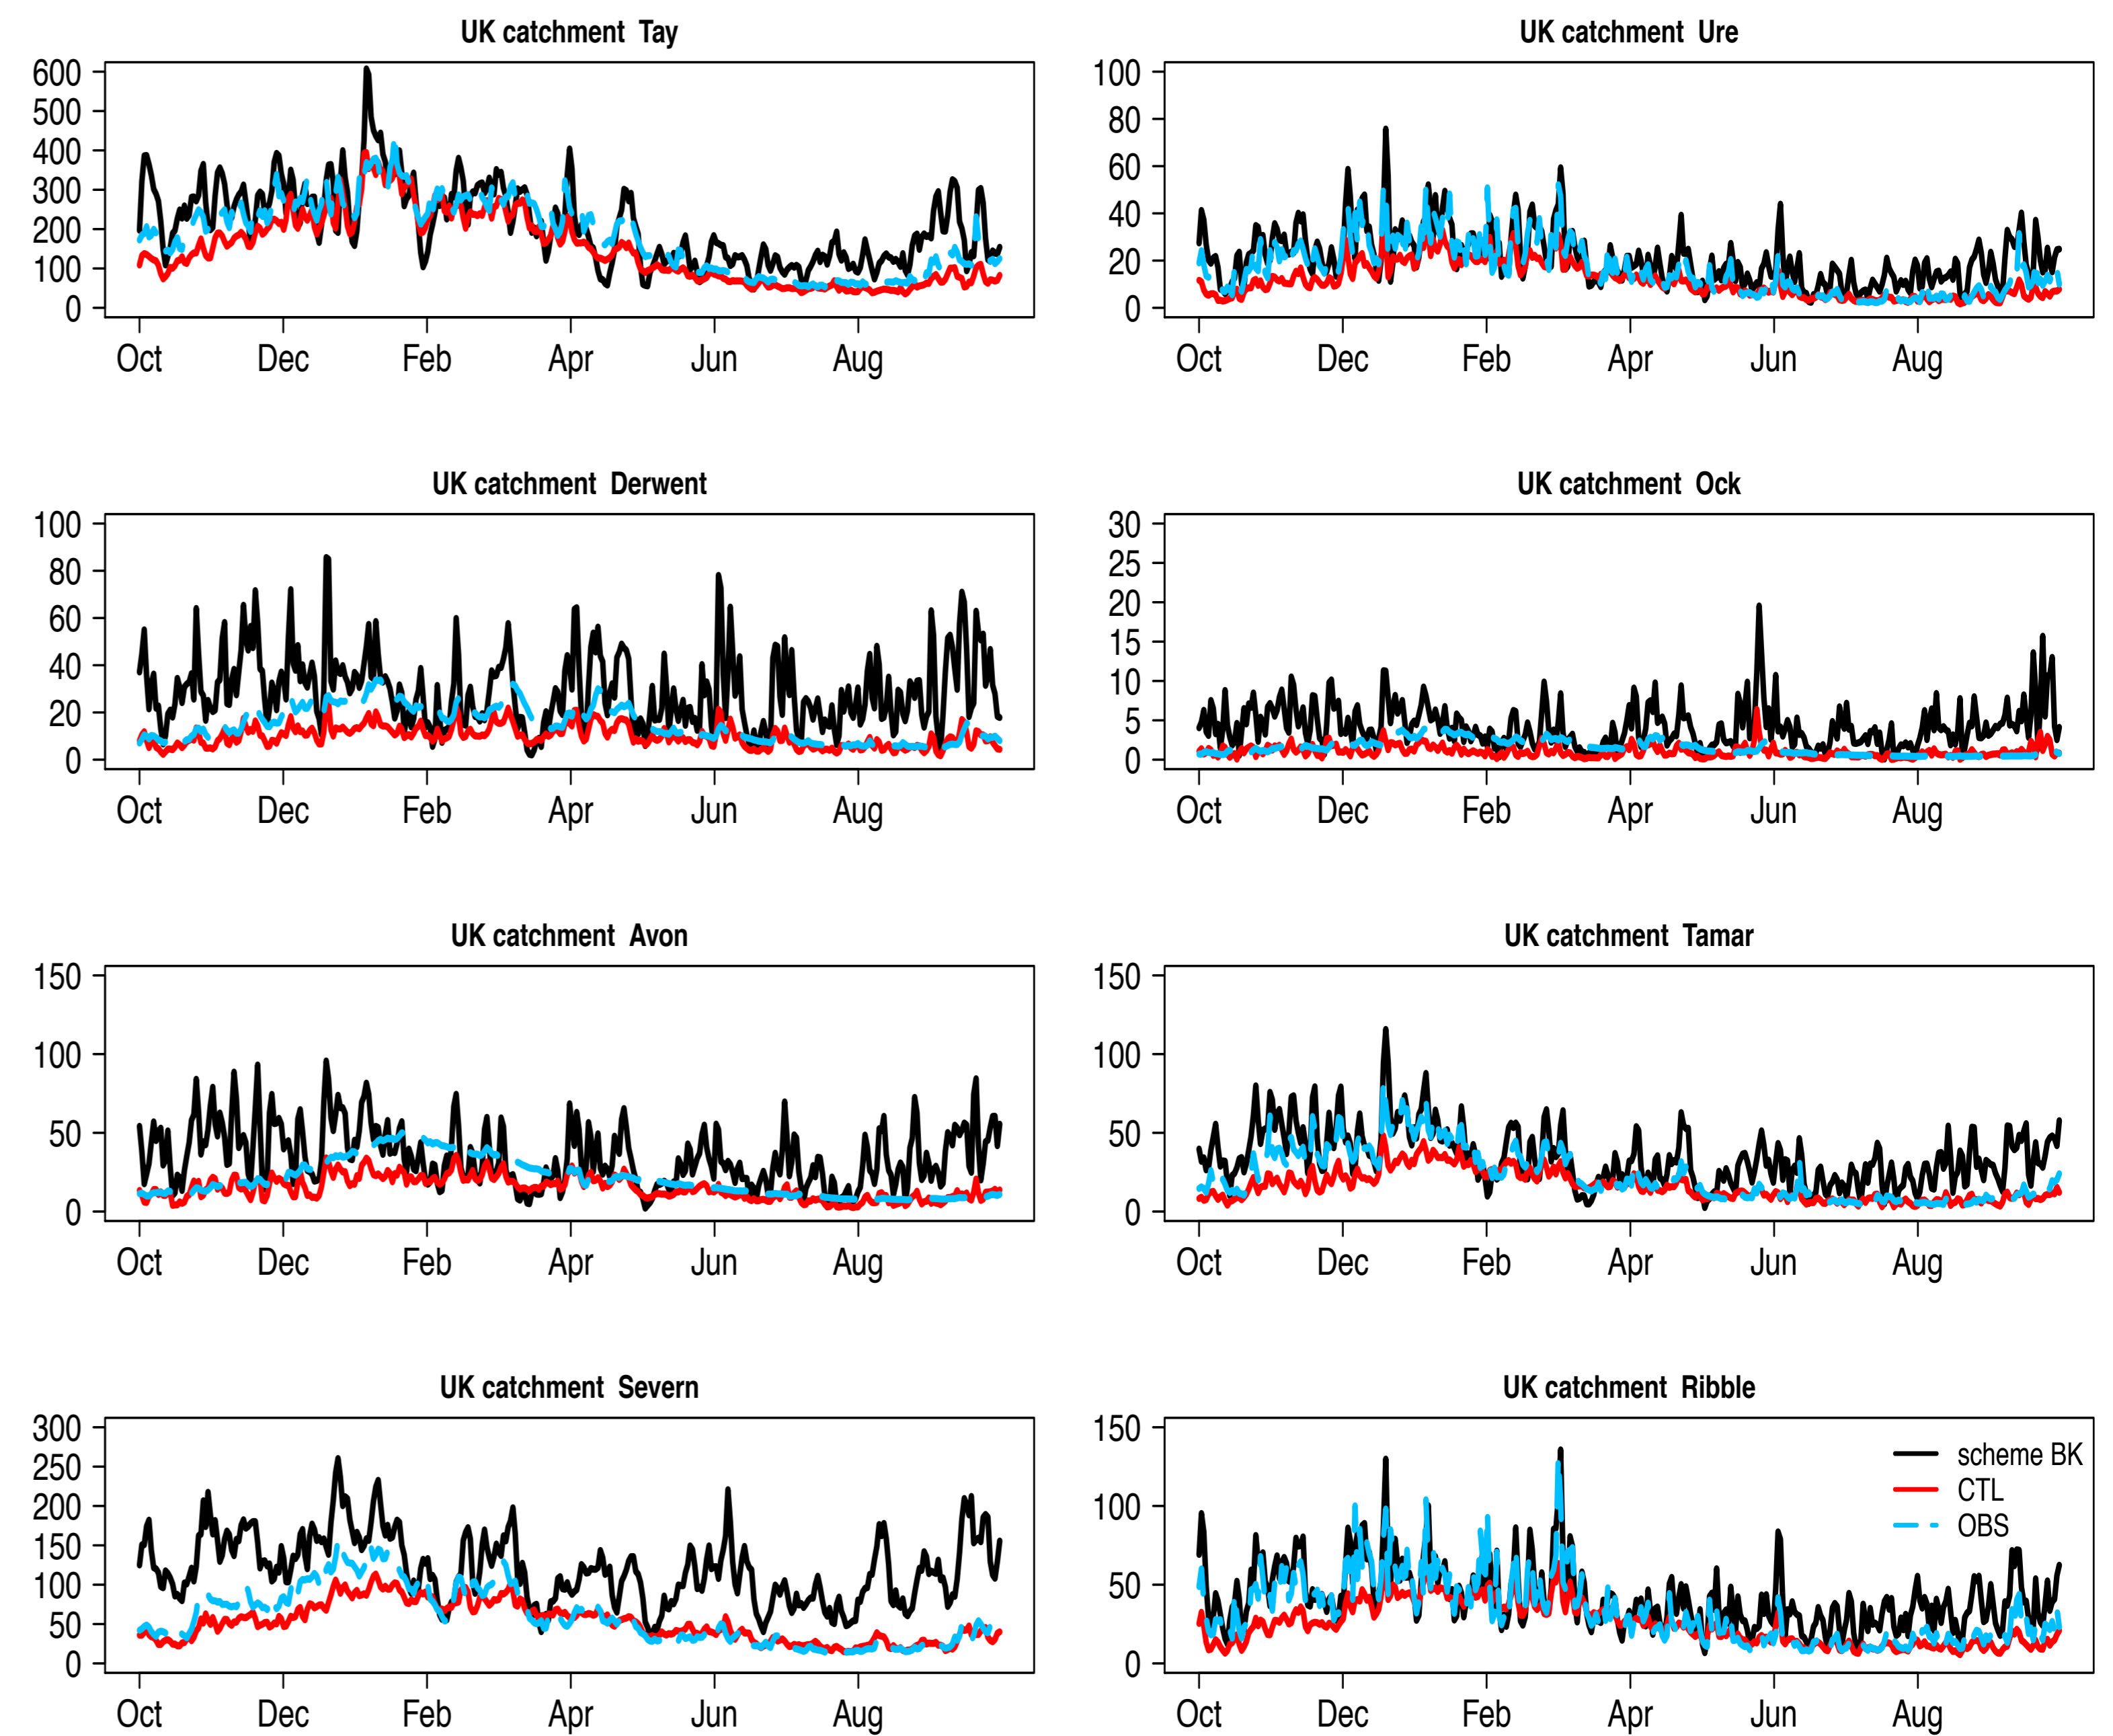 UK catchment Tay
600
500
400
300
200
100
0
Oct Dec Feb Apr Jun Aug
UK catchment Ure
100
80
60
40
20
0
Oct Dec Feb Apr Jun Aug
UK catchment Derwent
100
80
60
40
20
0
Oct Dec Feb Apr Jun Aug
UK catchment Ock
30
25
20
15
10
5
0
Oct Dec Feb Apr Jun Aug
UK catchment Avon
150
100
50
0
Oct Dec Feb Apr Jun Aug
UK catchment Tamar
150
100
50
0
Oct Dec Feb Apr Jun Aug
UK catchment Severn
300
250
200
150
100
50
0
Oct Dec Feb Apr Jun Aug
UK catchment Ribble
150
100
50
0
scheme BK
CTL
OBS
Oct Dec Feb Apr Jun Aug